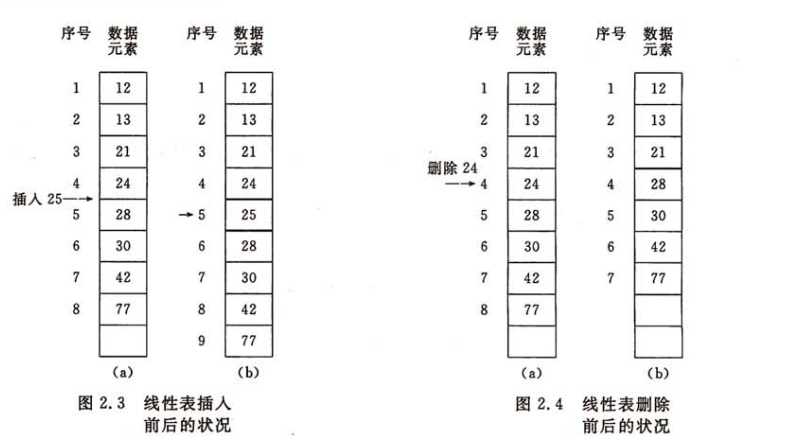 序号 数据 序号 数据 序号 数据 序号 数据
元素 元素 元素 元素
1 12 1 12 1 12 1 12
2 13 2 13 2 13 2 13
3 21 3 21 3 21 3 21
删除 24
4 24 4 24 4 24 4 28
插入 25
5 28 5 25 5 28 5 30
6 30 6 28 6 30 6 42
7 42 7 30 7 42 7 77
8 77 8 42 8 77
9 77
(a) (b) (a) (b)
图 2.3 线性表插入 图 2.4 线性表删除
前后的状况 前后的状况